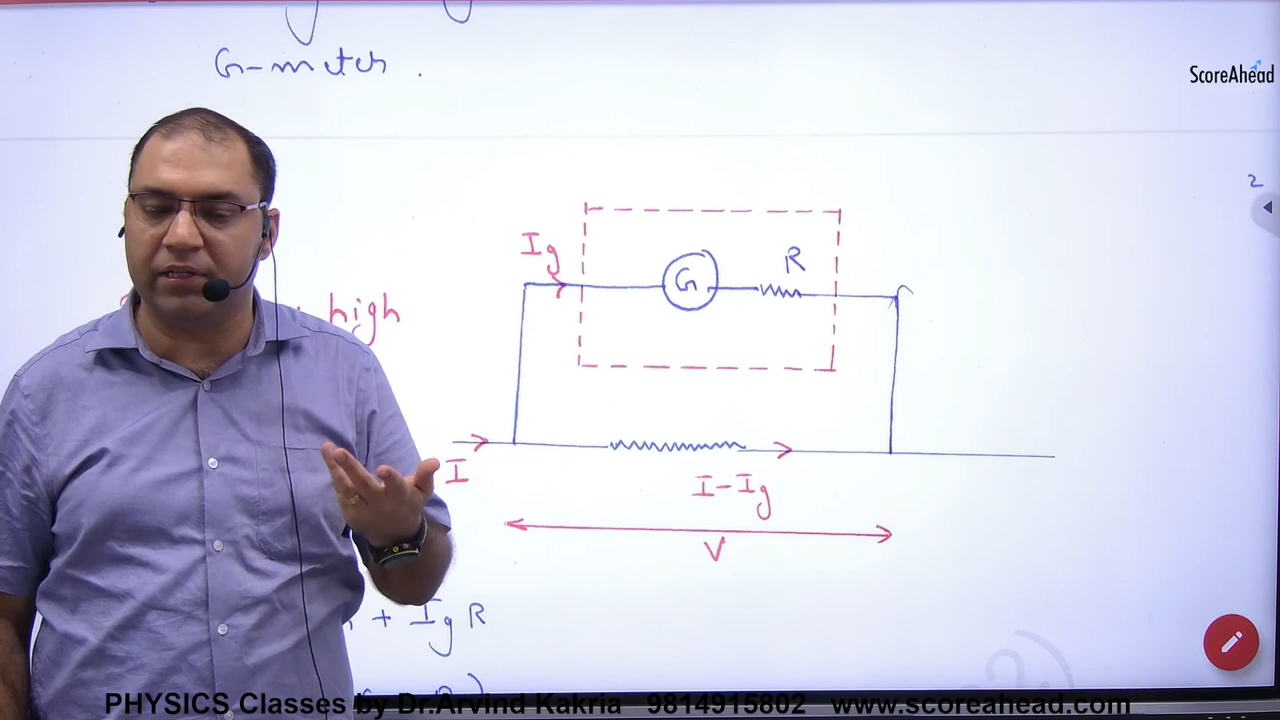 G-meter.
ScoreAhead
2
Ig
G
R
high
I
I-Ig
V
+ Ig R
PHYSICS Classes by Dr.Arvind Kakria 9814915802 www.scoreahead.com